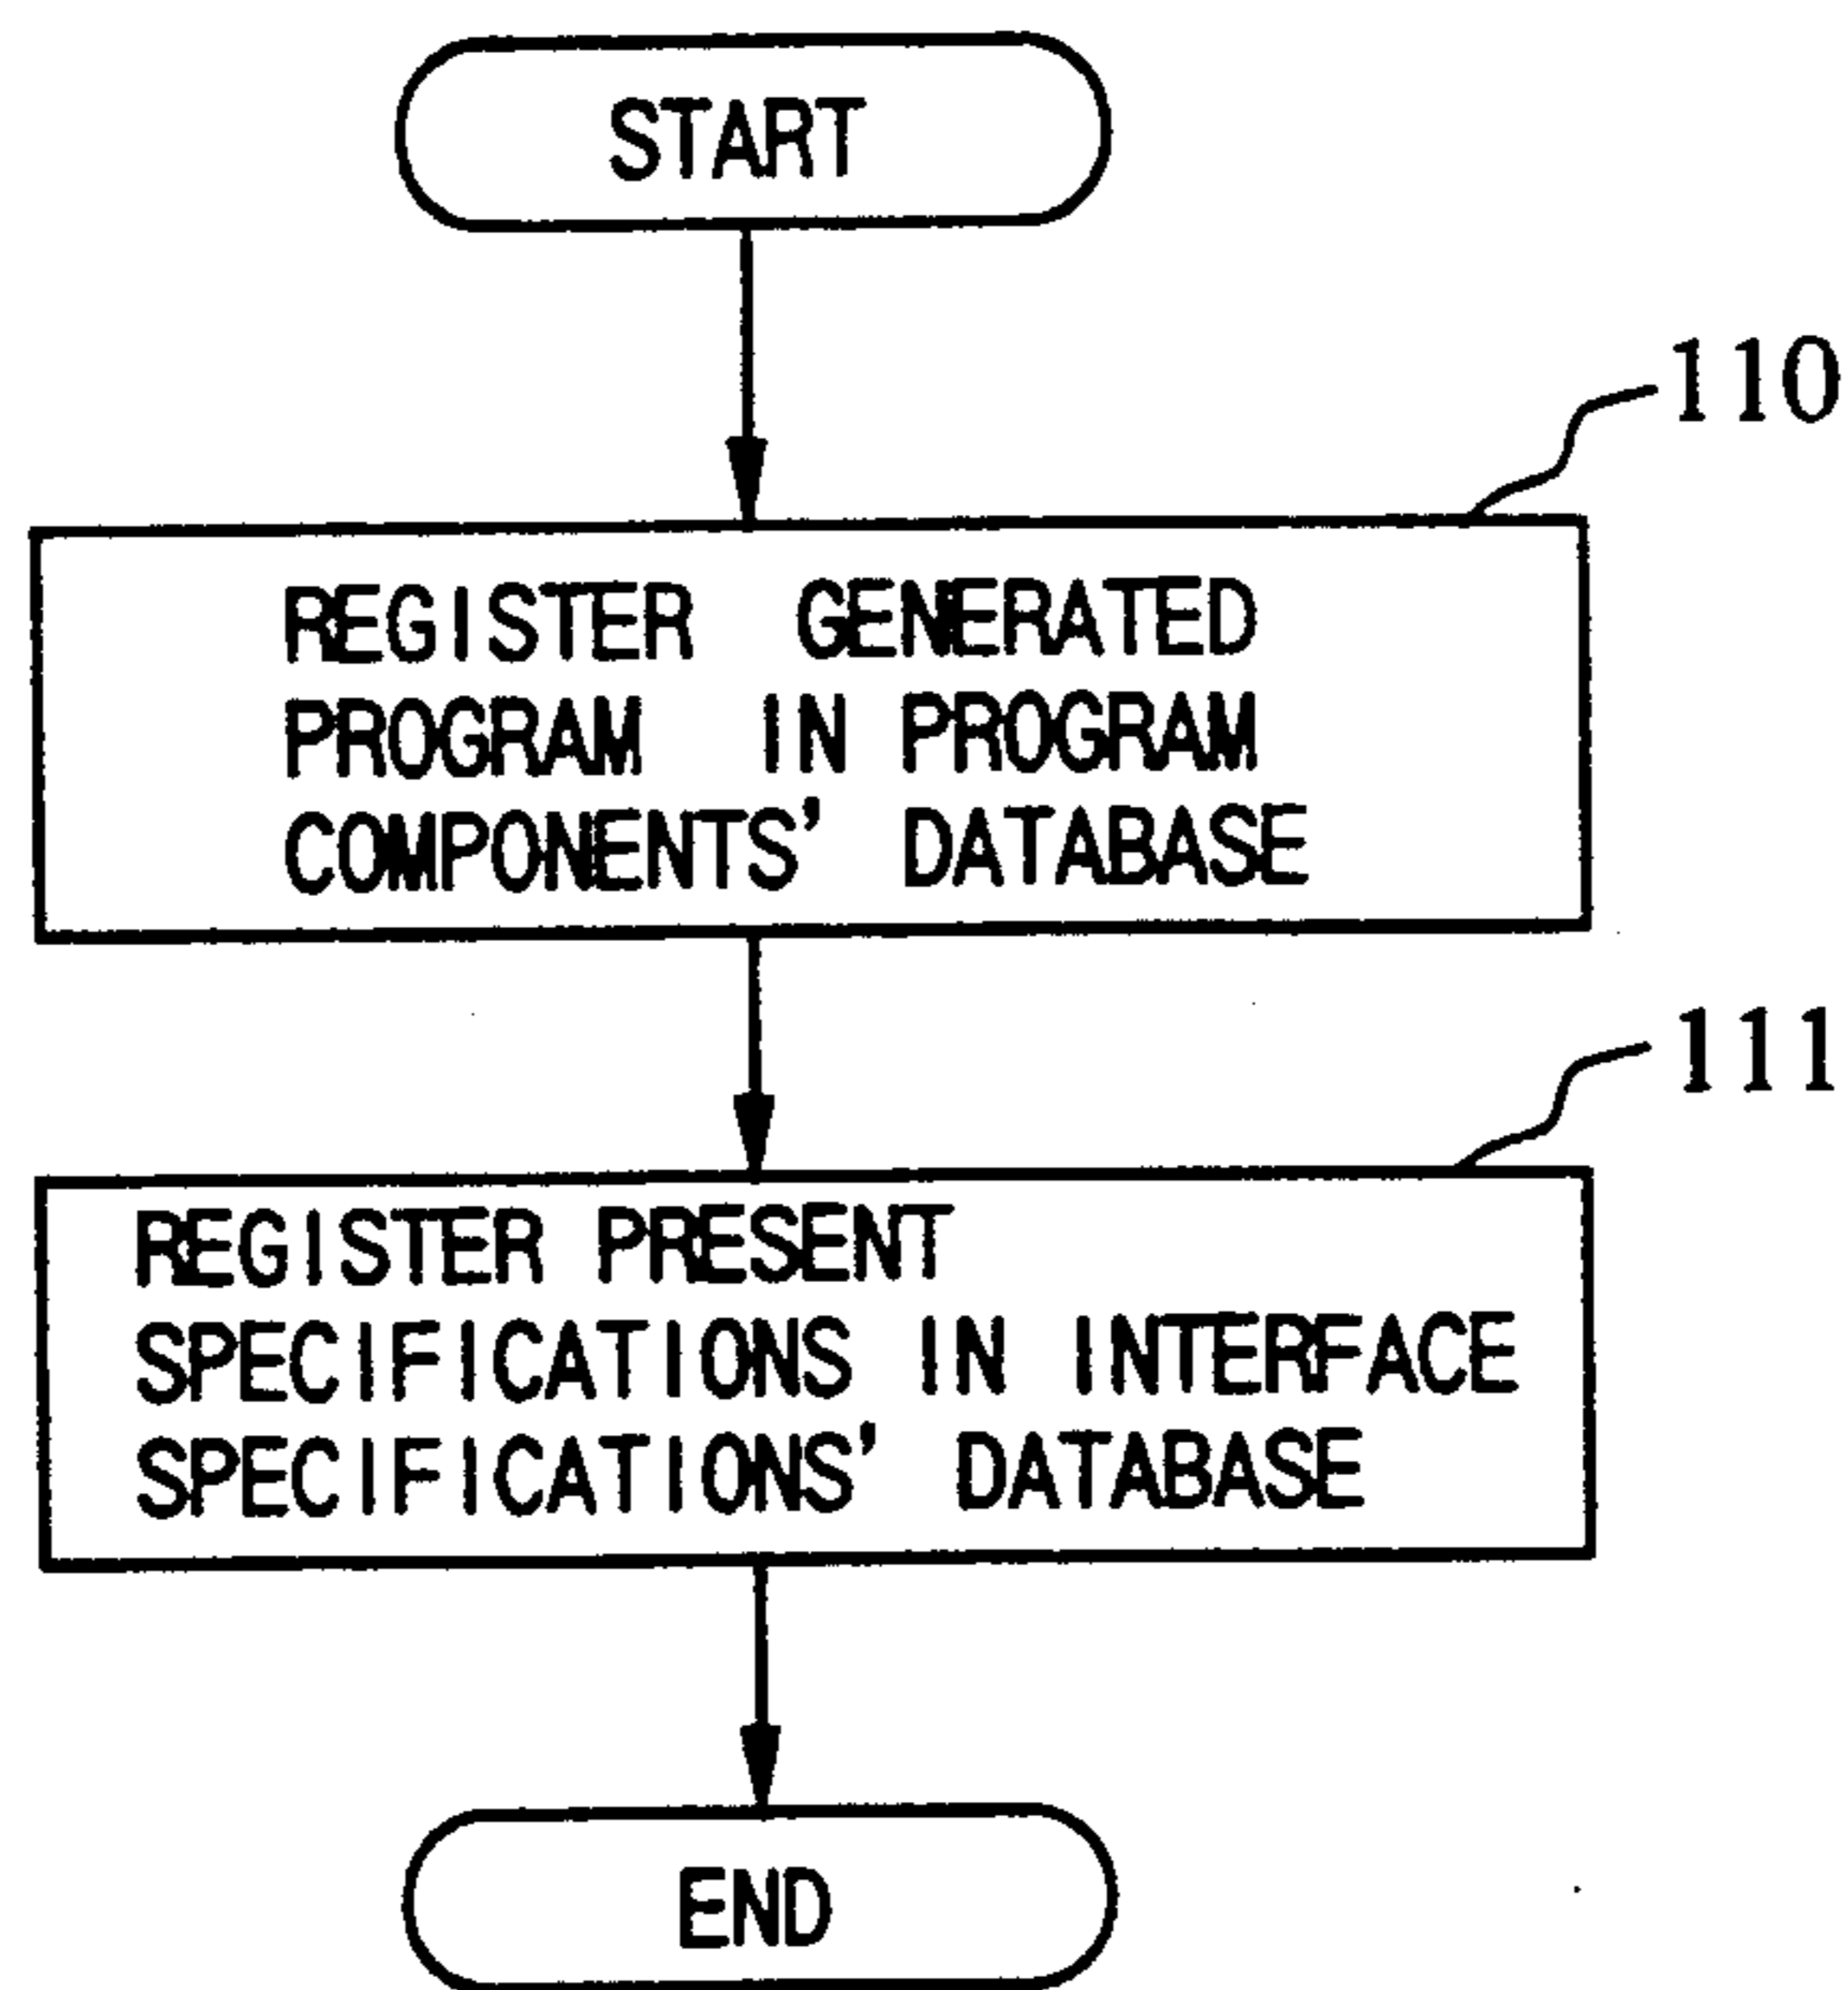 START
110
REGISTER GENERATED
PROGRAM IN PROGRAM
COMPONENTS' DATABASE
111
REGISTER PRESENT
SPECIFICATIONS IN INTERFACE
SPECIFICATIONS' DATABASE
END